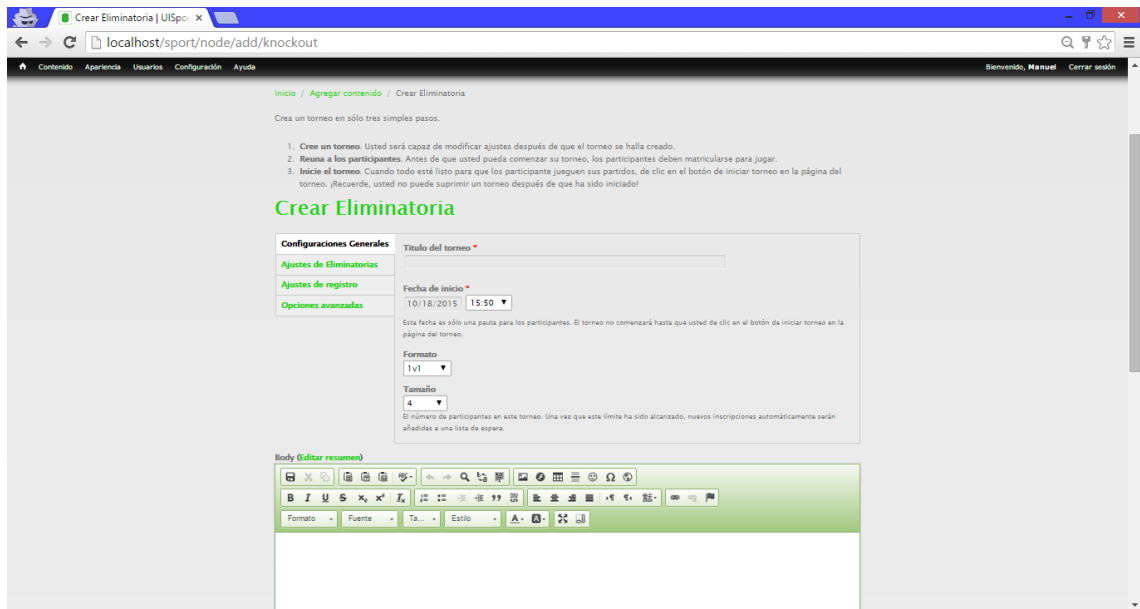 Crear Eliminatoria | UISpor
localhost/sport/node/add/knockout
Contenido Apariencia Usuarios Configuración Ayuda Bienvenido, Manuel Cerrar sesión
Inicio / Agregar contenido / Crear Eliminatoria
Crea un torneo en sólo tres simples pasos.
1. Cree un torneo. Usted será capaz de modificar ajustes después de que el torneo se halla creado.
2. Reuna a los participantes. Antes de que usted pueda comenzar su torneo, los participantes deben matricularse para jugar.
3. Inicie el torneo. Cuando todo esté listo para que los participante jueguen sus partidos, de clic en el botón de iniciar torneo en la página del
torneo. ¡Recuerde, usted no puede suprimir un torneo después de que ha sido iniciado!
Crear Eliminatoria
Configuraciones Generales
Ajustes de Eliminatorias
Ajustes de registro
Opciones avanzadas
Titulo del torneo *
Fecha de inicio *
10/18/2015 15:50
Esta fecha es sólo una pauta para los participantes. El torneo no comenzará hasta que usted de clic en el botón de iniciar torneo en la
página del torneo.
Formato
1v1
Tamaño
4
El número de participantes en este torneo. Una vez que este límite ha sido alcanzado, nuevos inscripciones automáticamente serán
añadidas a una lista de espera.
Body (Editar resumen)
Formato Fuente Ta... Estilo